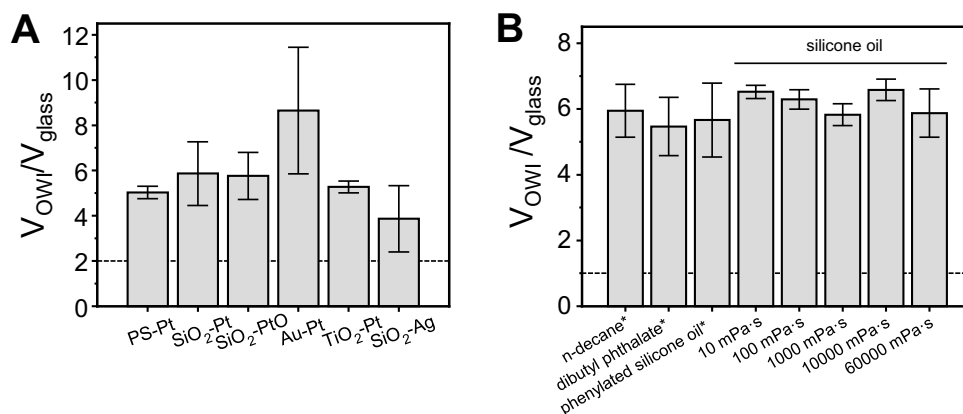 A
V_OWI/V_glass
12
10
8
6
4
2
0
PS-Pt
SiO₂-Pt
SiO₂-PtO
Au-Pt
TiO₂-Pt
SiO₂-Ag
B
silicone oil
V_OWI /V_glass
8
6
4
2
0
n-decane*
dibutyl phthalate*
phenylated silicone oil*
10 mPa·s
100 mPa·s
1000 mPa·s
10000 mPa·s
60000 mPa·s